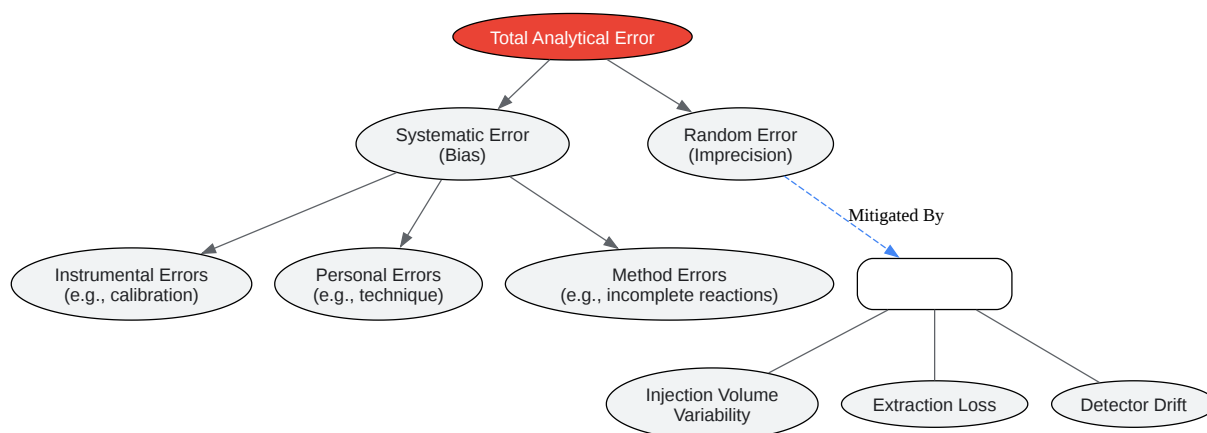 Total Analytical Error
Systematic Error
(Bias)
Random Error
(Imprecision)
Mitigated By
Instrumental Errors
(e.g., calibration)
Personal Errors
(e.g., technique)
Method Errors
(e.g., incomplete reactions)
Injection Volume
Variability
Extraction Loss
Detector Drift